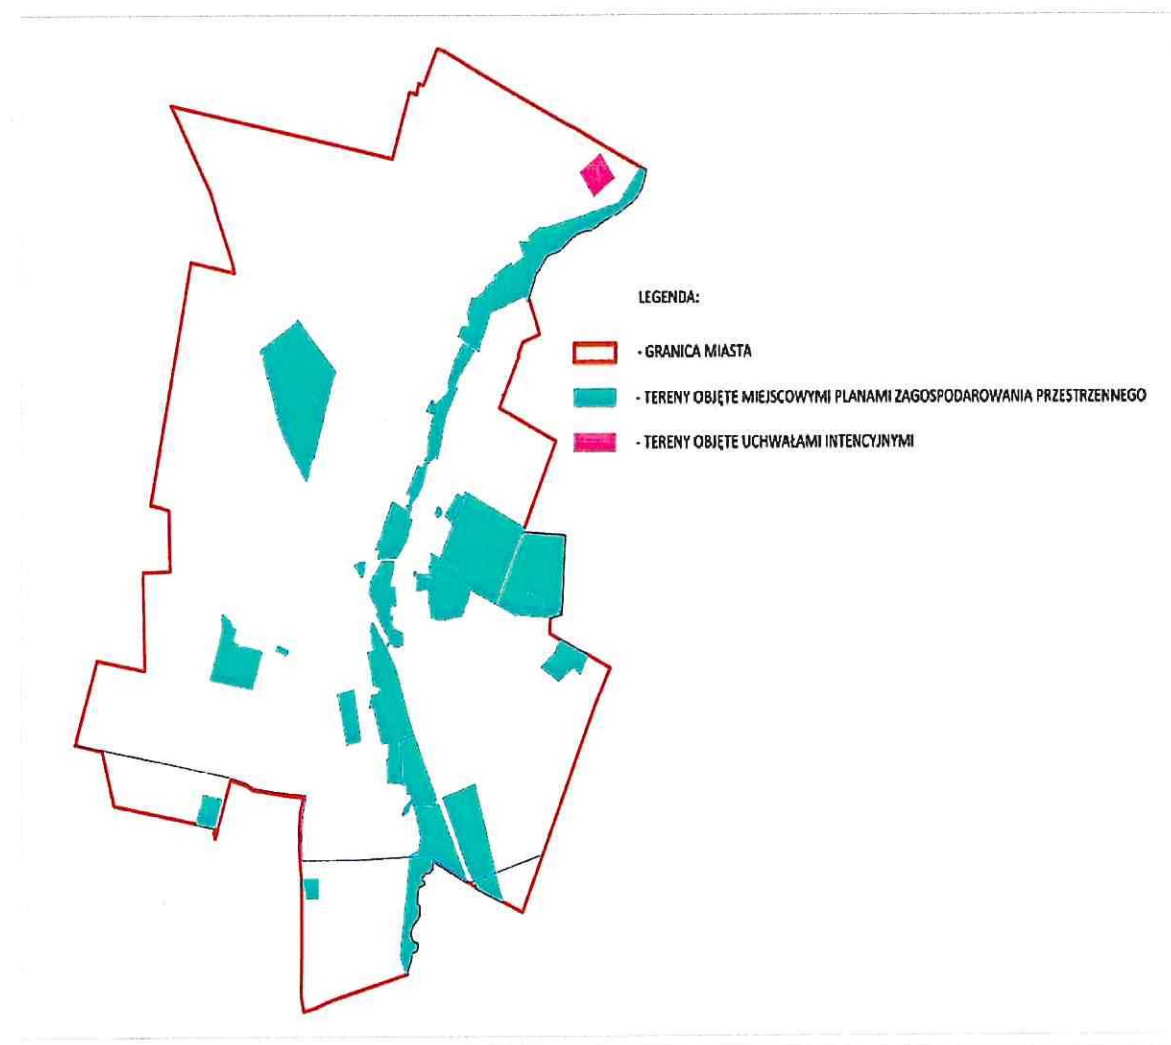 LEGENDA:
- GRANICA MIASTA
- TERENY OBJĘTE MIEJSCOWYMI PLANAMI ZAGOSPODAROWANIA PRZESTRZENNEGO
- TERENY OBJĘTE UCHWAŁAMI INTENCYJNYMI